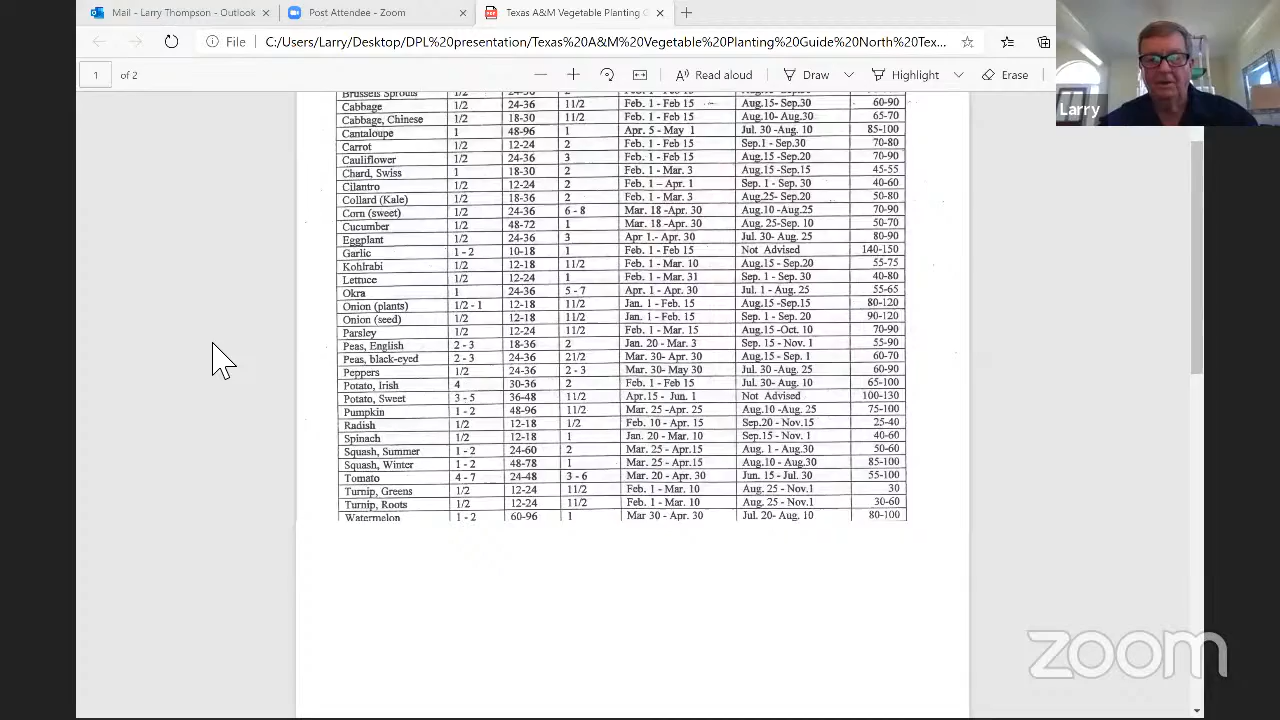 Mail - Larry Thompson - Outlook
Post Attendee - Zoom
Texas A&M Vegetable Planting G
File C:/Users/Larry/Desktop/DPL%20presentation/Texas%20A&M%20Vegetable%20Planting%20Guide%20North%20Tex...
1 of 2 Read aloud Draw Highlight Erase
Larry
Brussels Sprouts 1/2 24-36 2
Cabbage 1/2 24-36 11/2 Feb. 1 - Feb 15 Aug.15- Sep.30 60-90
Cabbage, Chinese 1/2 18-30 11/2 Feb. 1 - Feb 15 Aug.10- Aug.30 65-70
Cantaloupe 1 48-96 1 Apr. 5 - May 1 Jul. 30 -Aug. 10 85-100
Carrot 1/2 12-24 2 Feb. 1 - Feb 15 Sep.1 - Sep.30 70-80
Cauliflower 1/2 24-36 3 Feb. 1 - Feb 15 Aug.15 -Sep.20 70-90
Chard, Swiss 1 18-30 2 Feb. 1 - Mar. 3 Aug.15 -Sep.15 45-55
Cilantro 1/2 12-24 2 Feb. 1 – Apr. 1 Sep. 1 - Sep. 30 40-60
Collard (Kale) 1/2 18-36 2 Feb. 1 - Mar. 3 Aug.25- Sep.20 50-80
Corn (sweet) 1/2 24-36 6 - 8 Mar. 18 -Apr. 30 Aug.10 -Aug.25 70-90
Cucumber 1/2 48-72 1 Mar. 18 -Apr. 30 Aug. 25-Sep. 10 50-70
Eggplant 1/2 24-36 3 Apr 1.- Apr. 30 Jul. 30- Aug. 25 80-90
Garlic 1 - 2 10-18 1 Feb. 1 - Feb 15 Not Advised 140-150
Kohlrabi 1/2 12-18 11/2 Feb. 1 - Mar. 10 Aug.15 - Sep.20 55-75
Lettuce 1/2 12-24 1 Feb. 1 - Mar. 31 Sep. 1 - Sep. 30 40-80
Okra 1 24-36 5 - 7 Apr. 1 - Apr. 30 Jul. 1 - Aug. 25 55-65
Onion (plants) 1/2 - 1 12-18 11/2 Jan. 1 - Feb. 15 Aug.15 -Sep.15 80-120
Onion (seed) 1/2 12-18 11/2 Jan. 1 - Feb. 15 Sep. 1 - Sep. 20 90-120
Parsley 1/2 12-24 11/2 Feb. 1 - Mar. 15 Aug.15 -Oct. 10 70-90
Peas, English 2 - 3 18-36 2 Jan. 20 - Mar. 3 Sep. 15 - Nov. 1 55-90
Peas, black-eyed 2 - 3 24-36 21/2 Mar. 30- Apr. 30 Aug.15 - Sep. 1 60-70
Peppers 1/2 24-36 2 - 3 Mar. 30- May 30 Jul. 30 - Aug. 25 60-90
Potato, Irish 4 30-36 2 Feb. 1 - Feb 15 Jul. 30- Aug. 10 65-100
Potato, Sweet 3 - 5 36-48 11/2 Apr.15 - Jun. 1 Not Advised 100-130
Pumpkin 1 - 2 48-96 11/2 Mar. 25 -Apr. 25 Aug.10 -Aug. 25 75-100
Radish 1/2 12-18 1/2 Feb. 10 - Apr. 15 Sep.20 - Nov.15 25-40
Spinach 1/2 12-18 1 Jan. 20 - Mar. 10 Sep.15 - Nov. 1 40-60
Squash, Summer 1 - 2 24-60 2 Mar. 25 - Apr.15 Aug. 1 - Aug.30 50-60
Squash, Winter 1 - 2 48-78 1 Mar. 25 - Apr.15 Aug.10 - Aug.30 85-100
Tomato 4 - 7 24-48 3 - 6 Mar. 20 - Apr. 30 Jun. 15 - Jul. 30 55-100
Turnip, Greens 1/2 12-24 11/2 Feb. 1 - Mar. 10 Aug. 25 - Nov.1 30
Turnip, Roots 1/2 12-24 11/2 Feb. 1 - Mar. 10 Aug. 25 - Nov.1 30-60
Watermelon 1 - 2 60-96 1 Mar 30 - Apr. 30 Jul. 20- Aug. 10 80-100
zoom